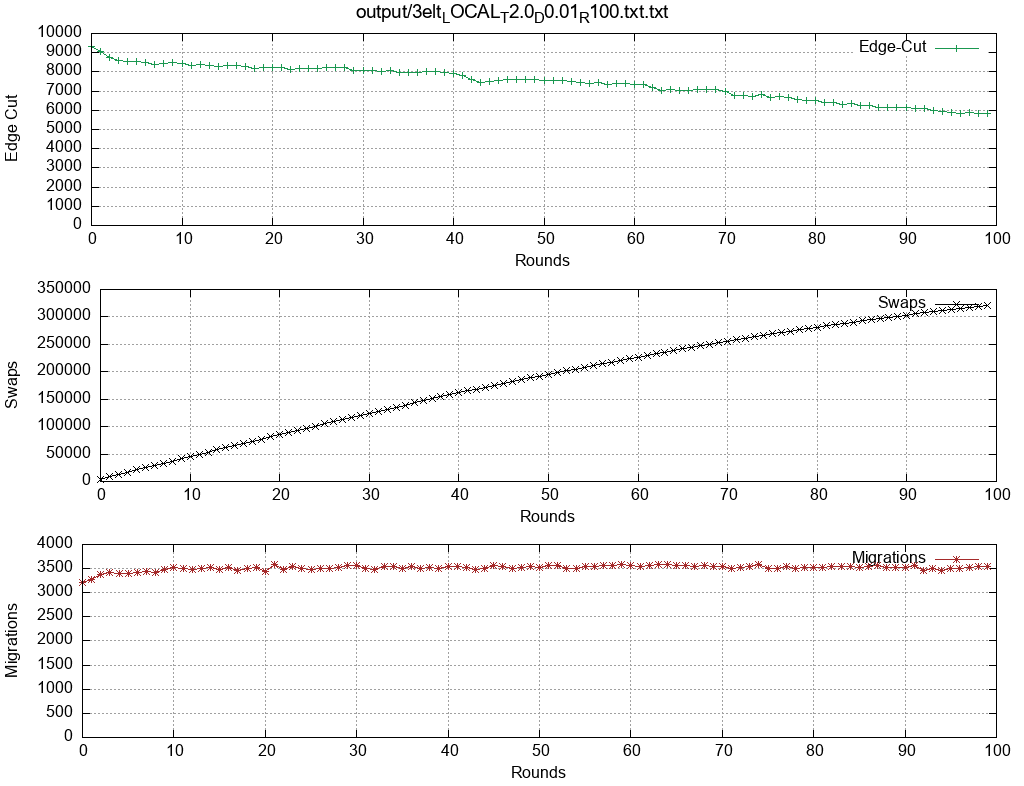 output/3elt_LOCAL_T2.0_D0.01_R100.txt.txt
10000
9000
8000
7000
6000
5000
4000
3000
2000
1000
0
Edge Cut
Edge-Cut
0 10 20 30 40 50 60 70 80 90 100
Rounds
350000
300000
250000
200000
150000
100000
50000
0
Swaps
Swaps
0 10 20 30 40 50 60 70 80 90 100
Rounds
4000
3500
3000
2500
2000
1500
1000
500
0
Migrations
Migrations
0 10 20 30 40 50 60 70 80 90 100
Rounds